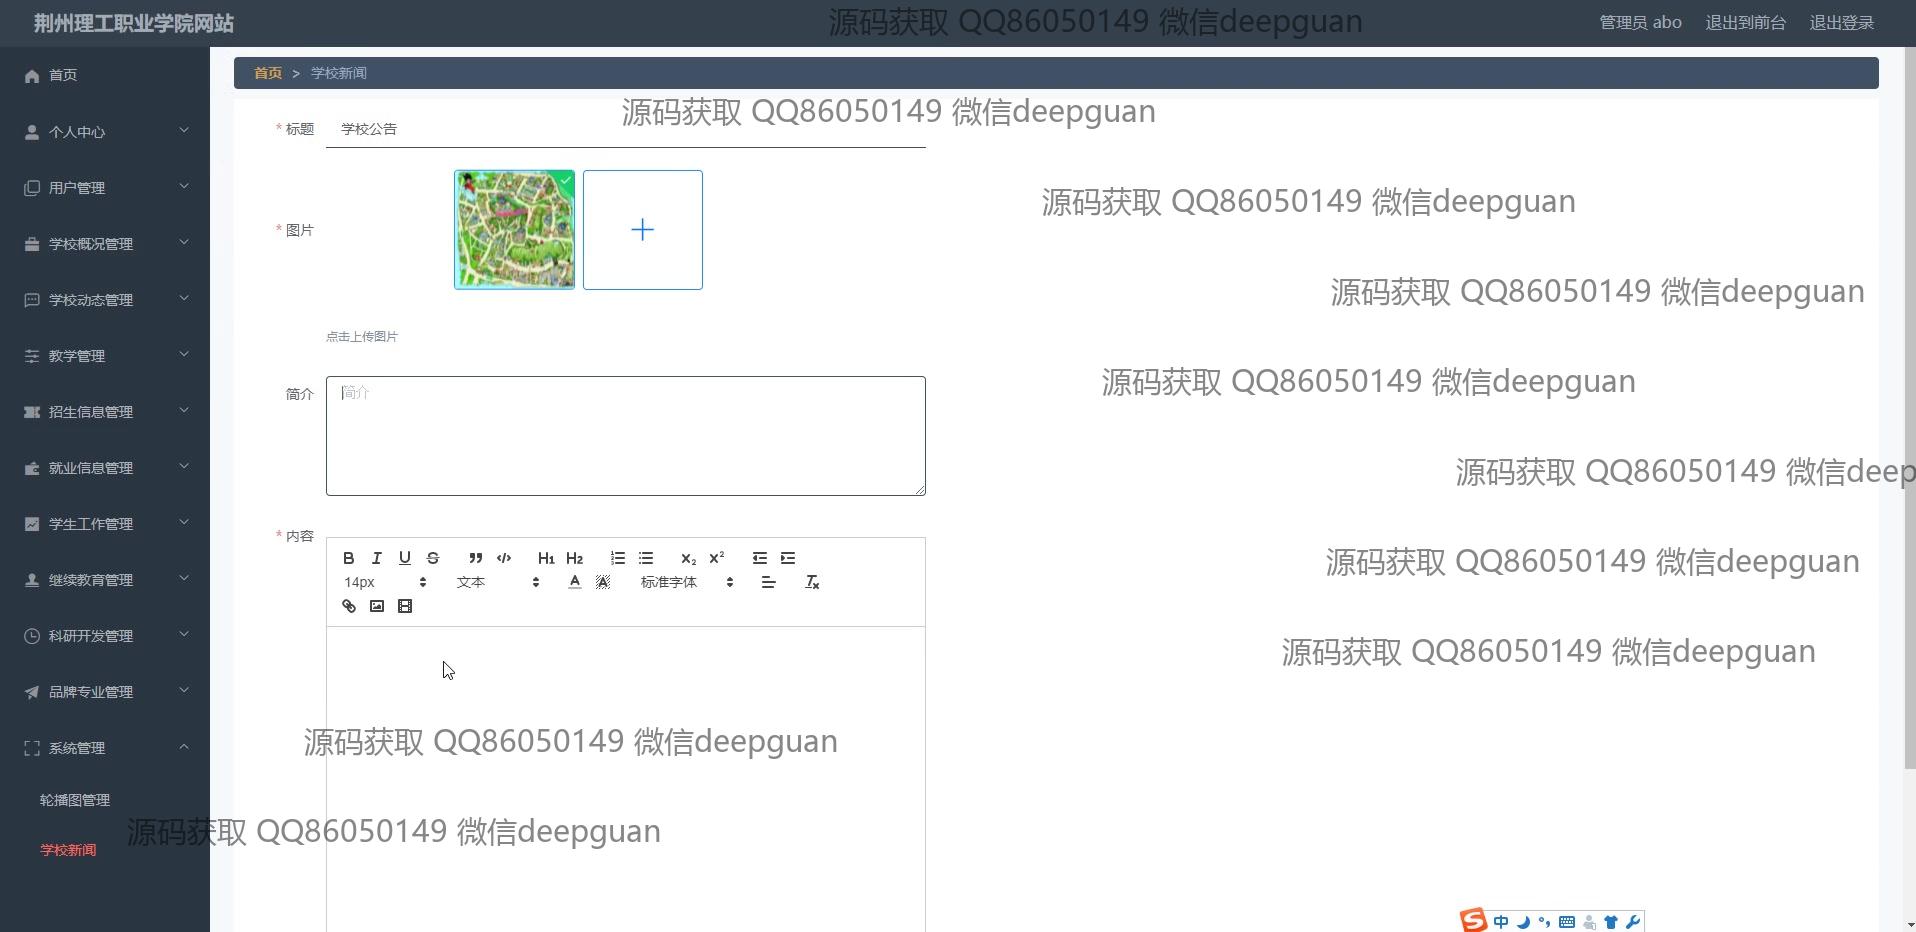 荆州理工职业学院网站
源码获取 QQ86050149 微信deepguan
管理员 abo 退出到前台 退出登录
首页
个人中心
用户管理
学校概况管理
学校动态管理
教学管理
招生信息管理
就业信息管理
学生工作管理
继续教育管理
科研开发管理
品牌专业管理
系统管理
轮播图管理
学校新闻
首页 > 学校新闻
源码获取 QQ86050149 微信deepguan
* 标题 学校公告
源码获取 QQ86050149 微信deepguan
* 图片
源码获取 QQ86050149 微信deepguan
点击上传图片
源码获取 QQ86050149 微信deepguan
简介 简介
源码获取 QQ86050149 微信deep
* 内容
B I U S H1 H2 X2 X2
源码获取 QQ86050149 微信deepguan
14px 文本 A A 标准字体 Tx
源码获取 QQ86050149 微信deepguan
源码获取 QQ86050149 微信deepguan
源码获取 QQ86050149 微信deepguan
S 中